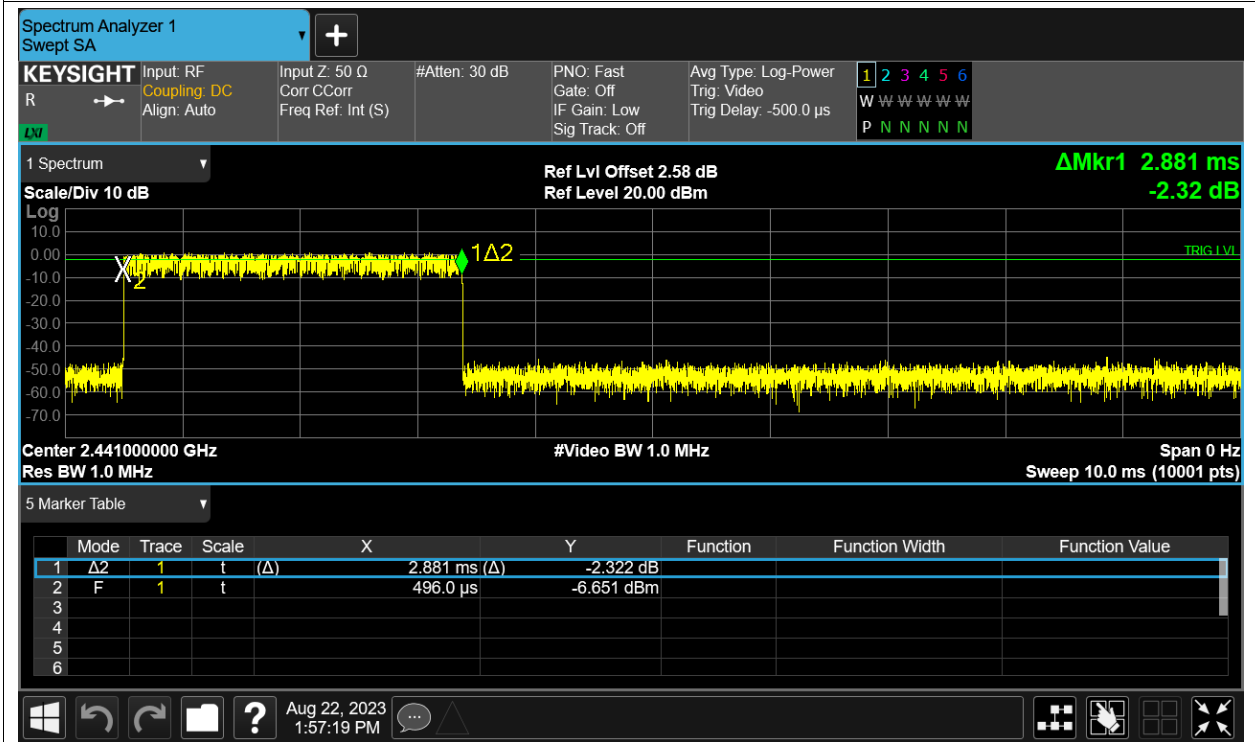 Spectrum Analyzer 1
Swept SA
+
KEYSIGHT Input: RF Input Z: 50 Ω #Atten: 30 dB PNO: Fast Avg Type: Log-Power 1 2 3 4 5 6
R Coupling: DC Corr CCorr Gate: Off Trig: Video W W W W W W
Align: Auto Freq Ref: Int (S) IF Gain: Low Trig Delay: -500.0 µs
LXI Sig Track: Off P N N N N N
1 Spectrum Ref Lvl Offset 2.58 dB ΔMkr1 2.881 ms
Scale/Div 10 dB Ref Level 20.00 dBm -2.32 dB
Log
10.0
0.00 1Δ2 TRIG LVL
-10.0 X2
-20.0
-30.0
-40.0
-50.0
-60.0
-70.0
Center 2.441000000 GHz #Video BW 1.0 MHz Span 0 Hz
Res BW 1.0 MHz Sweep 10.0 ms (10001 pts)
5 Marker Table
Mode Trace Scale X Y Function Function Width Function Value
1 Δ2 1 t (Δ) 2.881 ms (Δ) -2.322 dB
2 F 1 t 496.0 µs -6.651 dBm
3
4
5
6
? Aug 22, 2023
1:57:19 PM